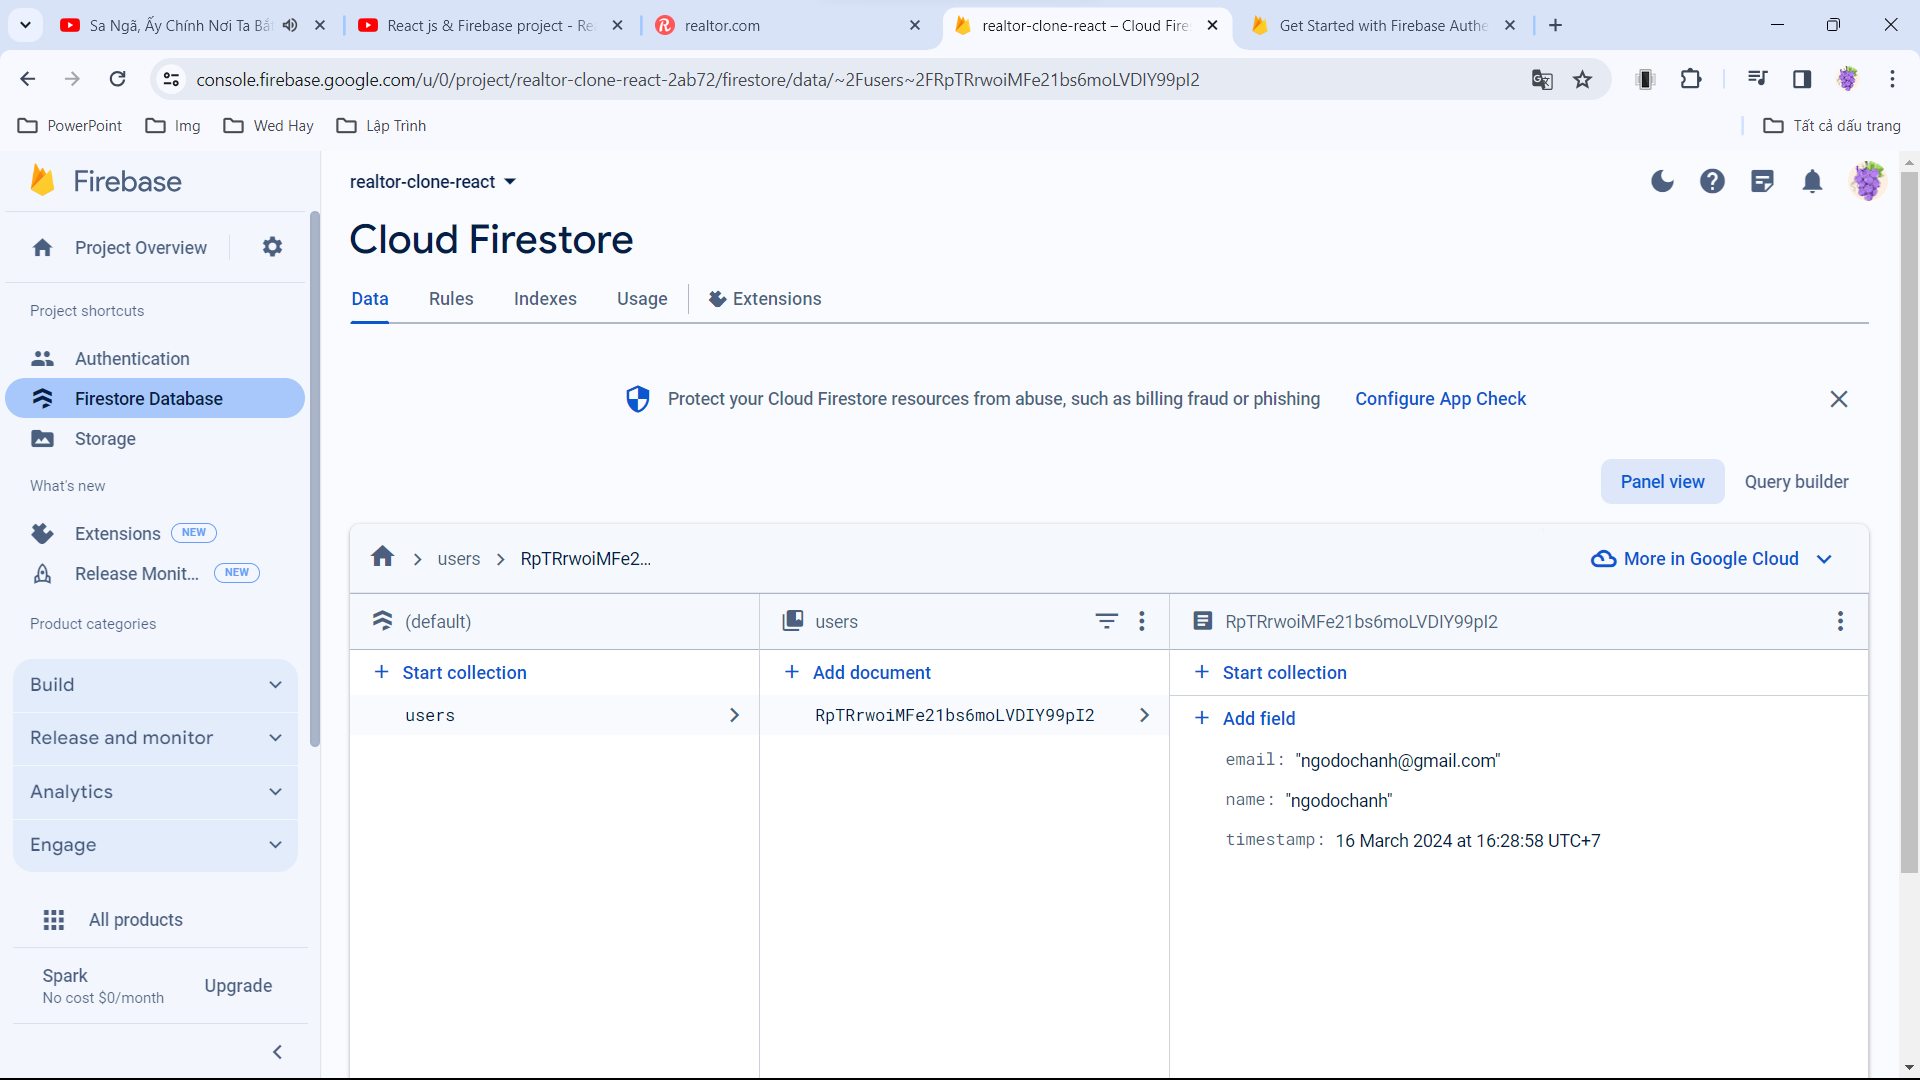 Sa Ngã, Ấy Chính Nơi Ta Bắt
React js & Firebase project - Re
realtor.com
realtor-clone-react – Cloud Fire
Get Started with Firebase Authe
console.firebase.google.com/u/0/project/realtor-clone-react-2ab72/firestore/data/~2Fusers~2FRpTRrwoiMFe21bs6moLVDIY99pI2
PowerPoint
Img
Wed Hay
Lập Trình
Tất cả dấu trang
Firebase
realtor-clone-react
Project Overview
Cloud Firestore
Data
Rules
Indexes
Usage
Extensions
Project shortcuts
Authentication
Firestore Database
Storage
Protect your Cloud Firestore resources from abuse, such as billing fraud or phishing
Configure App Check
What's new
Extensions NEW
Release Monit... NEW
Panel view
Query builder
users
RpTRrwoiMFe2...
More in Google Cloud
Product categories
(default)
users
RpTRrwoiMFe21bs6moLVDIY99pI2
Start collection
Add document
Start collection
users
RpTRrwoiMFe21bs6moLVDIY99pI2
Add field
email: "ngodochanh@gmail.com"
name: "ngodochanh"
timestamp: 16 March 2024 at 16:28:58 UTC+7
Build
Release and monitor
Analytics
Engage
All products
Spark
No cost $0/month
Upgrade